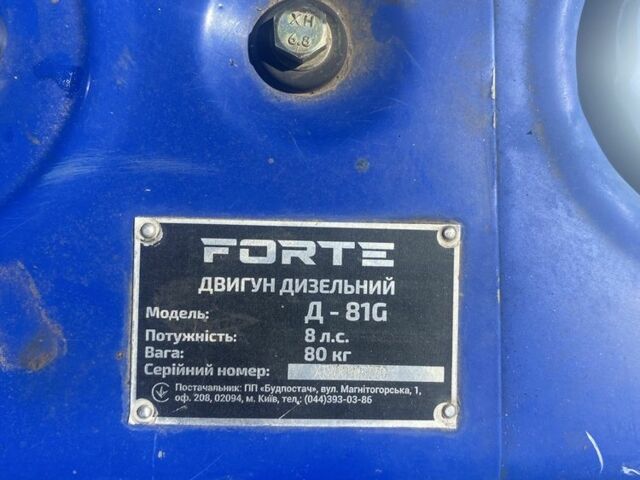 XH
6.8
FORTE
ДВИГУН ДИЗЕЛЬНИЙ
Модель: Д - 81G
Потужність: 8 л.с.
Вага: 80 кг
Серійний номер:
Постачальник: ПП «Будпостач», вул. Магнітогорська, 1,
оф. 208, 02094, м. Київ, тел.: (044)393-03-86